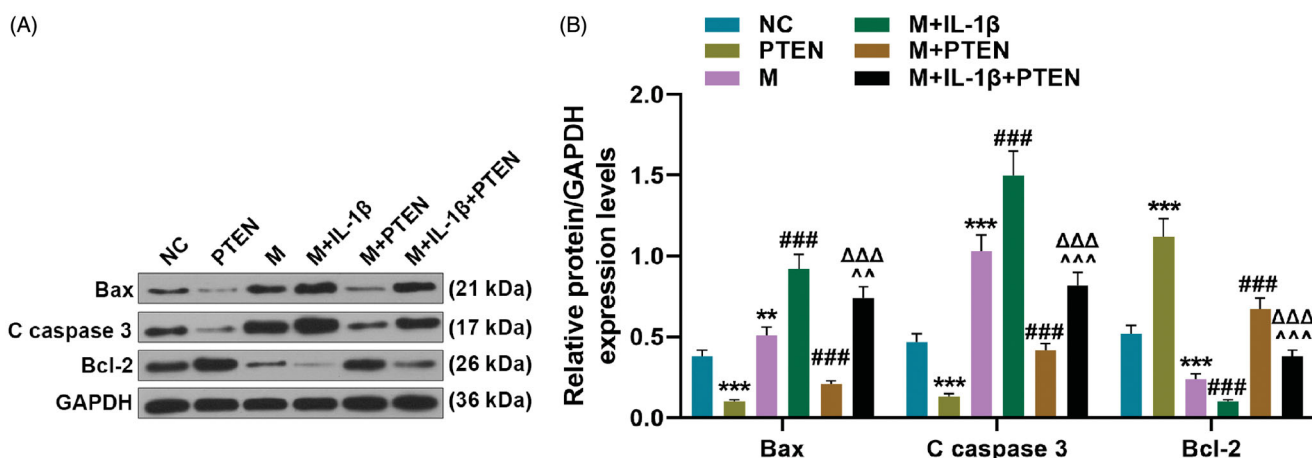 (A)
NC
PTEN
M
M+IL-1β
M+PTEN
M+IL-1β+PTEN
Bax (21 kDa)
C caspase 3 (17 kDa)
Bcl-2 (26 kDa)
GAPDH (36 kDa)
(B)
NC
PTEN
M
M+IL-1β
M+PTEN
M+IL-1β+PTEN
Relative protein/GAPDH
expression levels
2.0
1.5
1.0
0.5
0.0
***
**
###
###
ΔΔΔ
^^
***
***
###
###
ΔΔΔ
^^^
***
***
###
###
ΔΔΔ
^^^
Bax
C caspase 3
Bcl-2